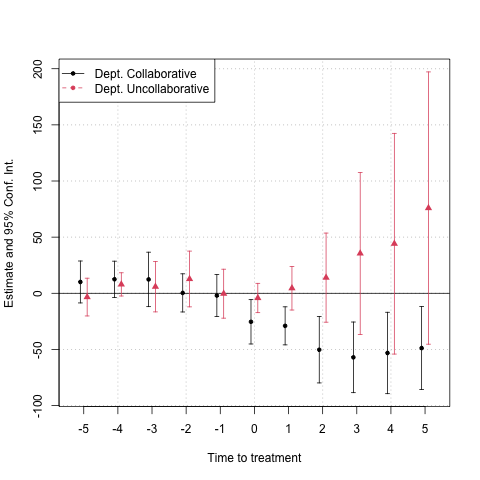 Dept. Collaborative
Dept. Uncollaborative
Estimate and 95% Conf. Int.
200
150
100
50
0
-50
-100
-5 -4 -3 -2 -1 0 1 2 3 4 5
Time to treatment